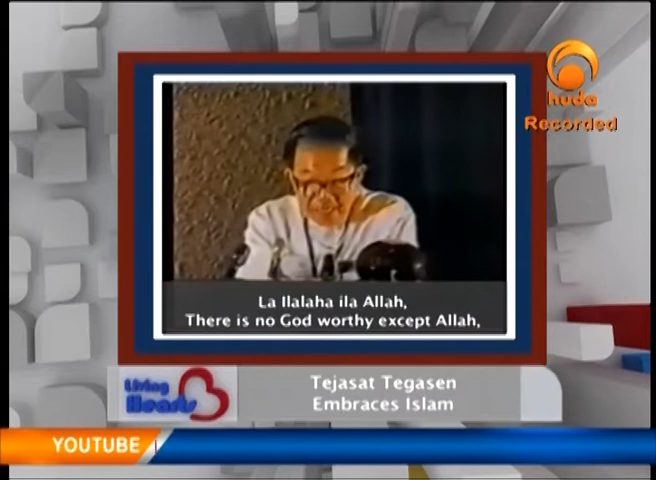 huda
Recorded
La Ilalaha ila Allah,
There is no God worthy except Allah,
Living
Hearts
Tejasat Tegasen
Embraces Islam
YOUTUBE